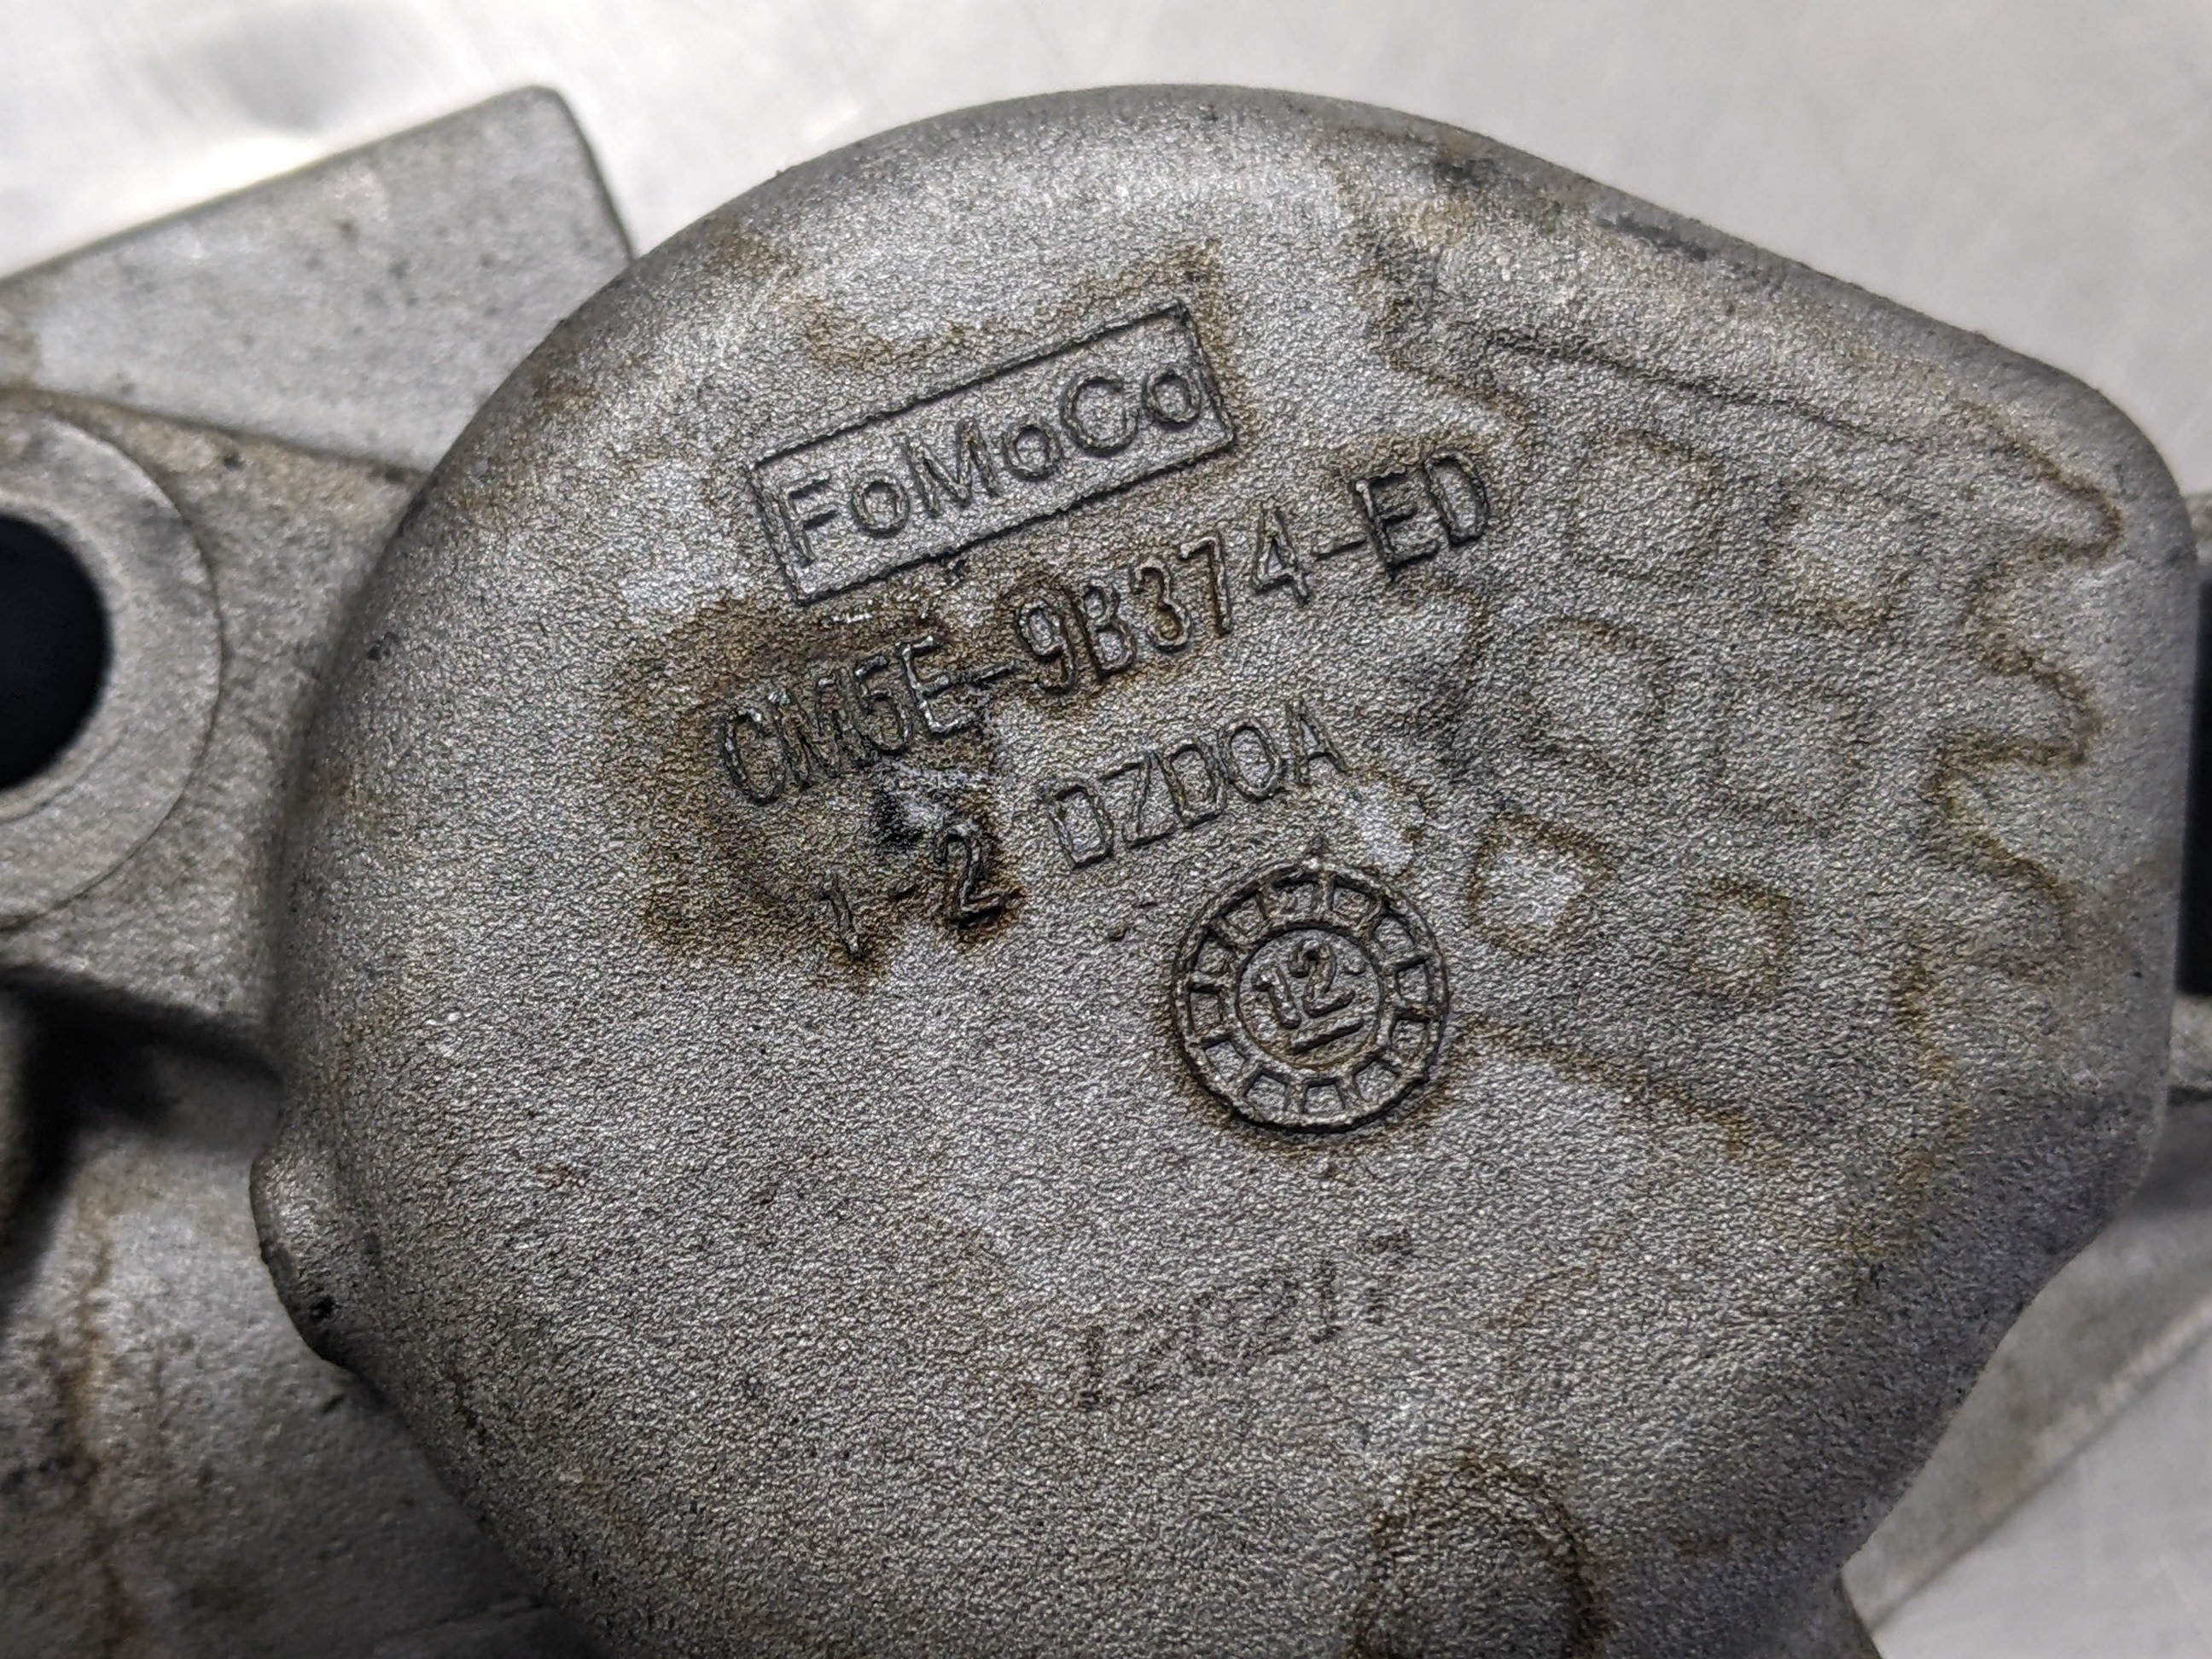 FoMoCo
CM5E-9B374-ED
1-2 DZDQA
12